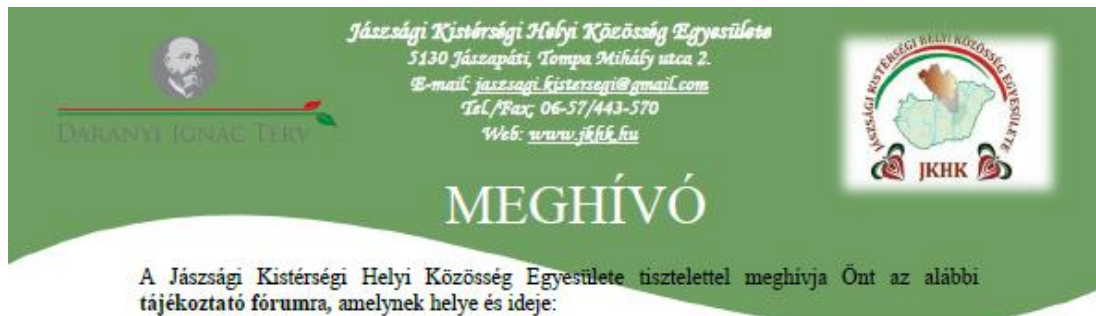 Jászsági Kistérségi Helyi Közösség Egyesülete
5130 Jászapáti, Tompa Mihály utca 2.
E-mail: jaszsagi.kistersegi@gmail.com
Tel./Fax: 06-57/443-570
Web: www.jkhk.hu
DARÁNYI IGNÁC TERV
JÁSZSÁGI KISTÉRSÉGI HELYI KÖZÖSSÉG EGYESÜLETE
JKHK
MEGHÍVÓ
A Jászsági Kistérségi Helyi Közösség Egyesülete tisztelettel meghívja Önt az alábbi
tájékoztató fórumra, amelynek helye és ideje: